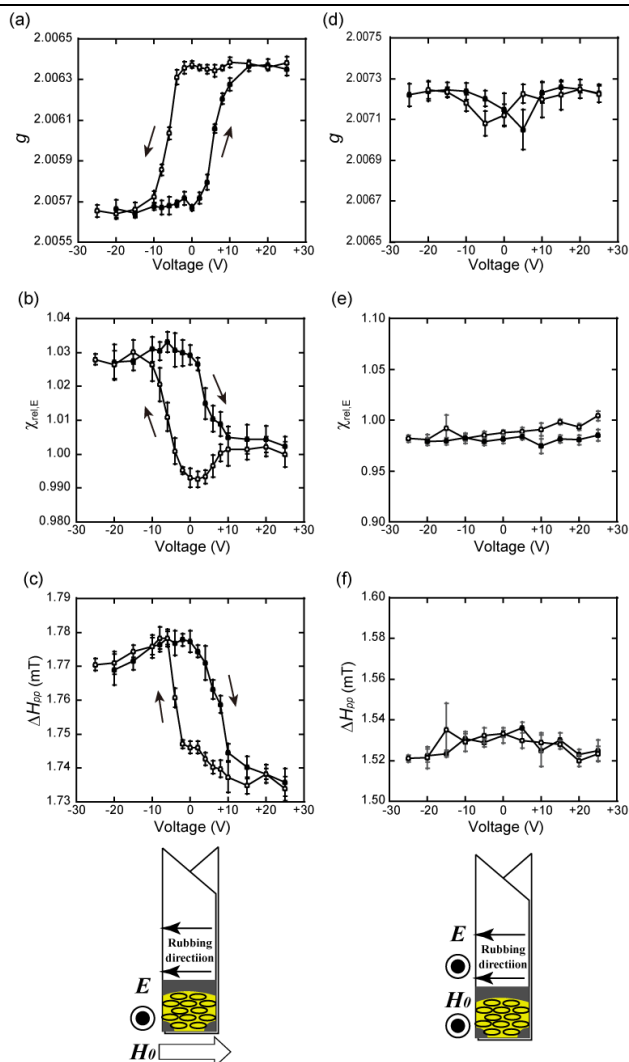 (a)
2.0065
2.0063
2.0061
2.0059
2.0057
2.0055
g
-30 -20 -10 0 +10 +20 +30
Voltage (V)
(d)
2.0075
2.0073
2.0071
2.0069
2.0067
2.0065
g
-30 -20 -10 0 +10 +20 +30
Voltage (V)
(b)
1.04
1.03
1.02
1.01
1.00
0.990
0.980
χrel,E
-30 -20 -10 0 +10 +20 +30
Voltage (V)
(e)
1.10
1.05
1.00
0.95
0.90
χrel,E
-30 -20 -10 0 +10 +20 +30
Voltage (V)
(c)
1.79
1.78
1.77
1.76
1.75
1.74
1.73
ΔHpp (mT)
-30 -20 -10 0 +10 +20 +30
Voltage (V)
(f)
1.60
1.58
1.56
1.54
1.52
1.50
ΔHpp (mT)
-30 -20 -10 0 +10 +20 +30
Voltage (V)
Rubbing
directiion
E
H0
E
Rubbing
directiion
H0